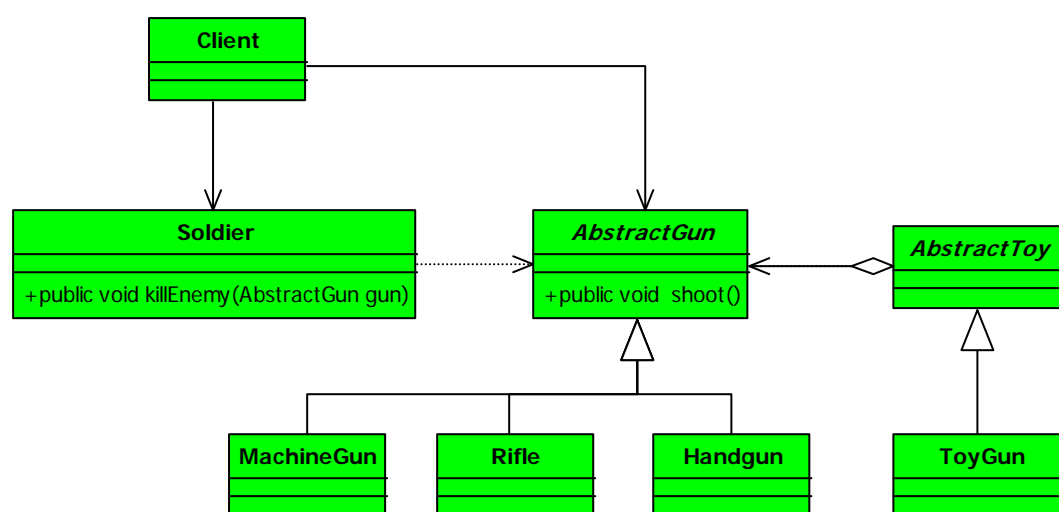 Client
Soldier
+public void killEnemy(AbstractGun gun)
AbstractGun
+public void shoot()
AbstractToy
MachineGun
Rifle
Handgun
ToyGun